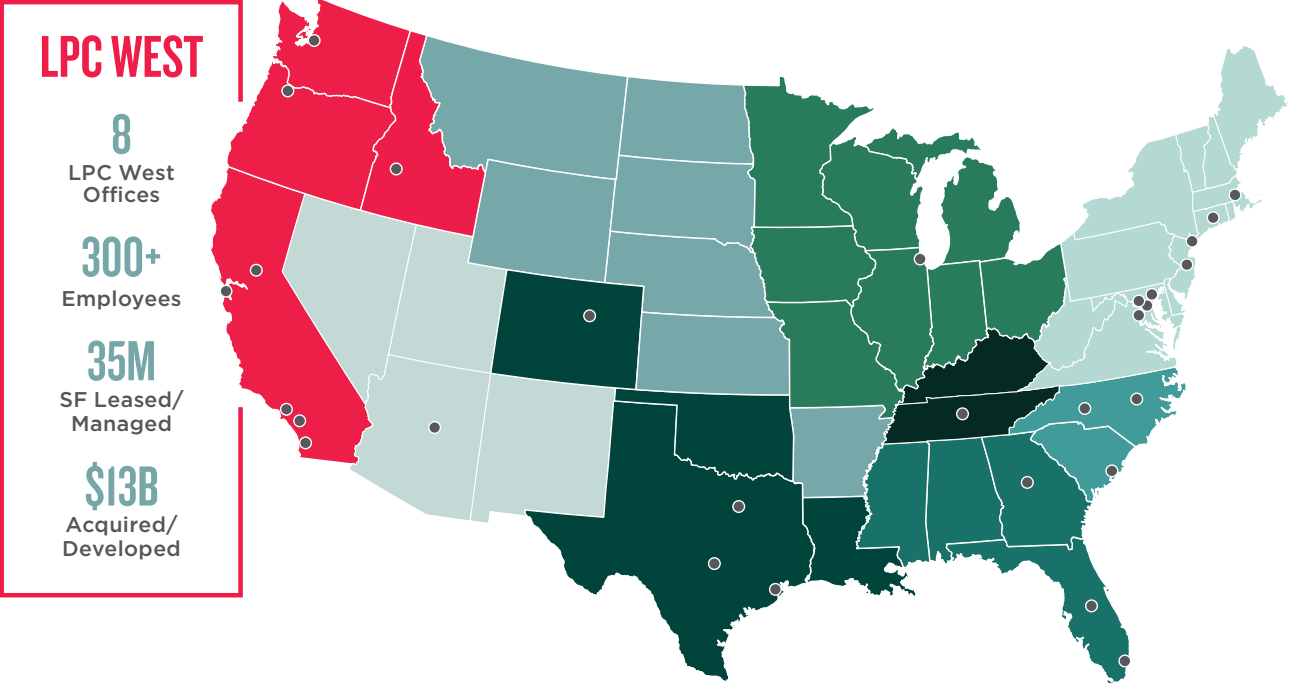 LPC WEST
8
LPC West
Offices
300+
Employees
35M
SF Leased/
Managed
$13B
Acquired/
Developed